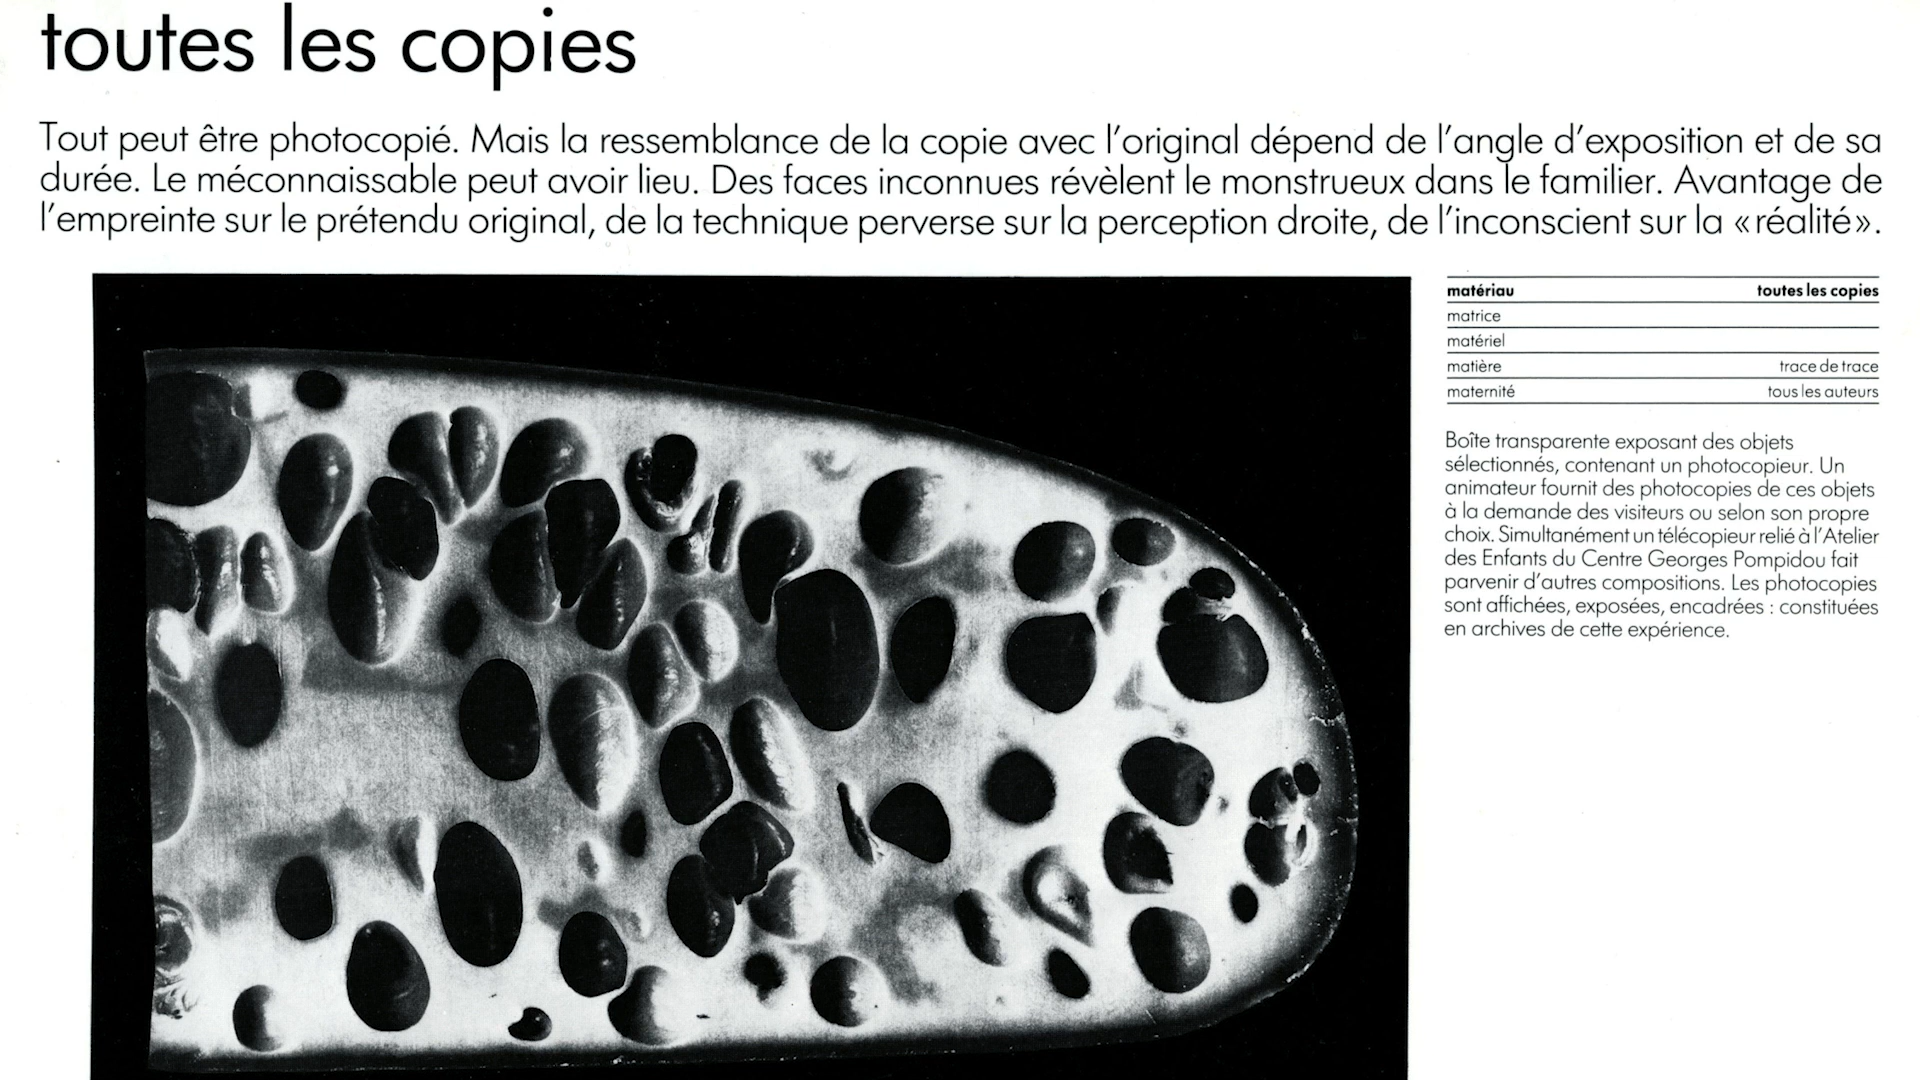 toutes les copies
Tout peut être photocopié. Mais la ressemblance de la copie avec l'original dépend de l'angle d'exposition et de sa
durée. Le méconnaissable peut avoir lieu. Des faces inconnues révèlent le monstrueux dans le familier. Avantage de
l'empreinte sur le prétendu original, de la technique perverse sur la perception droite, de l'inconscient sur la «réalité».
matériau toutes les copies
matrice
matériel
matière trace de trace
maternité tous les auteurs
Boîte transparente exposant des objets
sélectionnés, contenant un photocopieur. Un
animateur fournit des photocopies de ces objets
à la demande des visiteurs ou selon son propre
choix. Simultanément un télécopieur relié à l'Atelier
des Enfants du Centre Georges Pompidou fait
parvenir d'autres compositions. Les photocopies
sont affichées, exposées, encadrées : constituées
en archives de cette expérience.